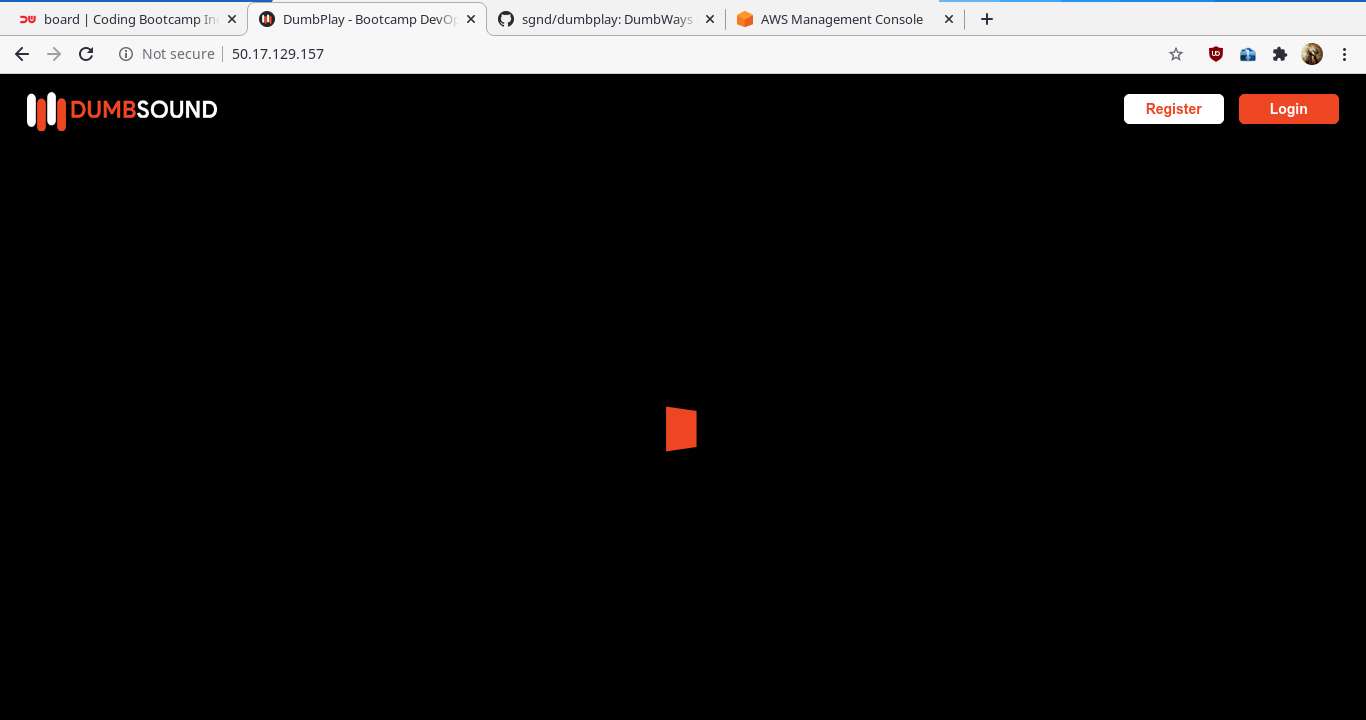 board | Coding Bootcamp In
DumbPlay - Bootcamp DevOp
sgnd/dumbplay: DumbWays
AWS Management Console
Not secure
50.17.129.157
DUMBSOUND
Register
Login